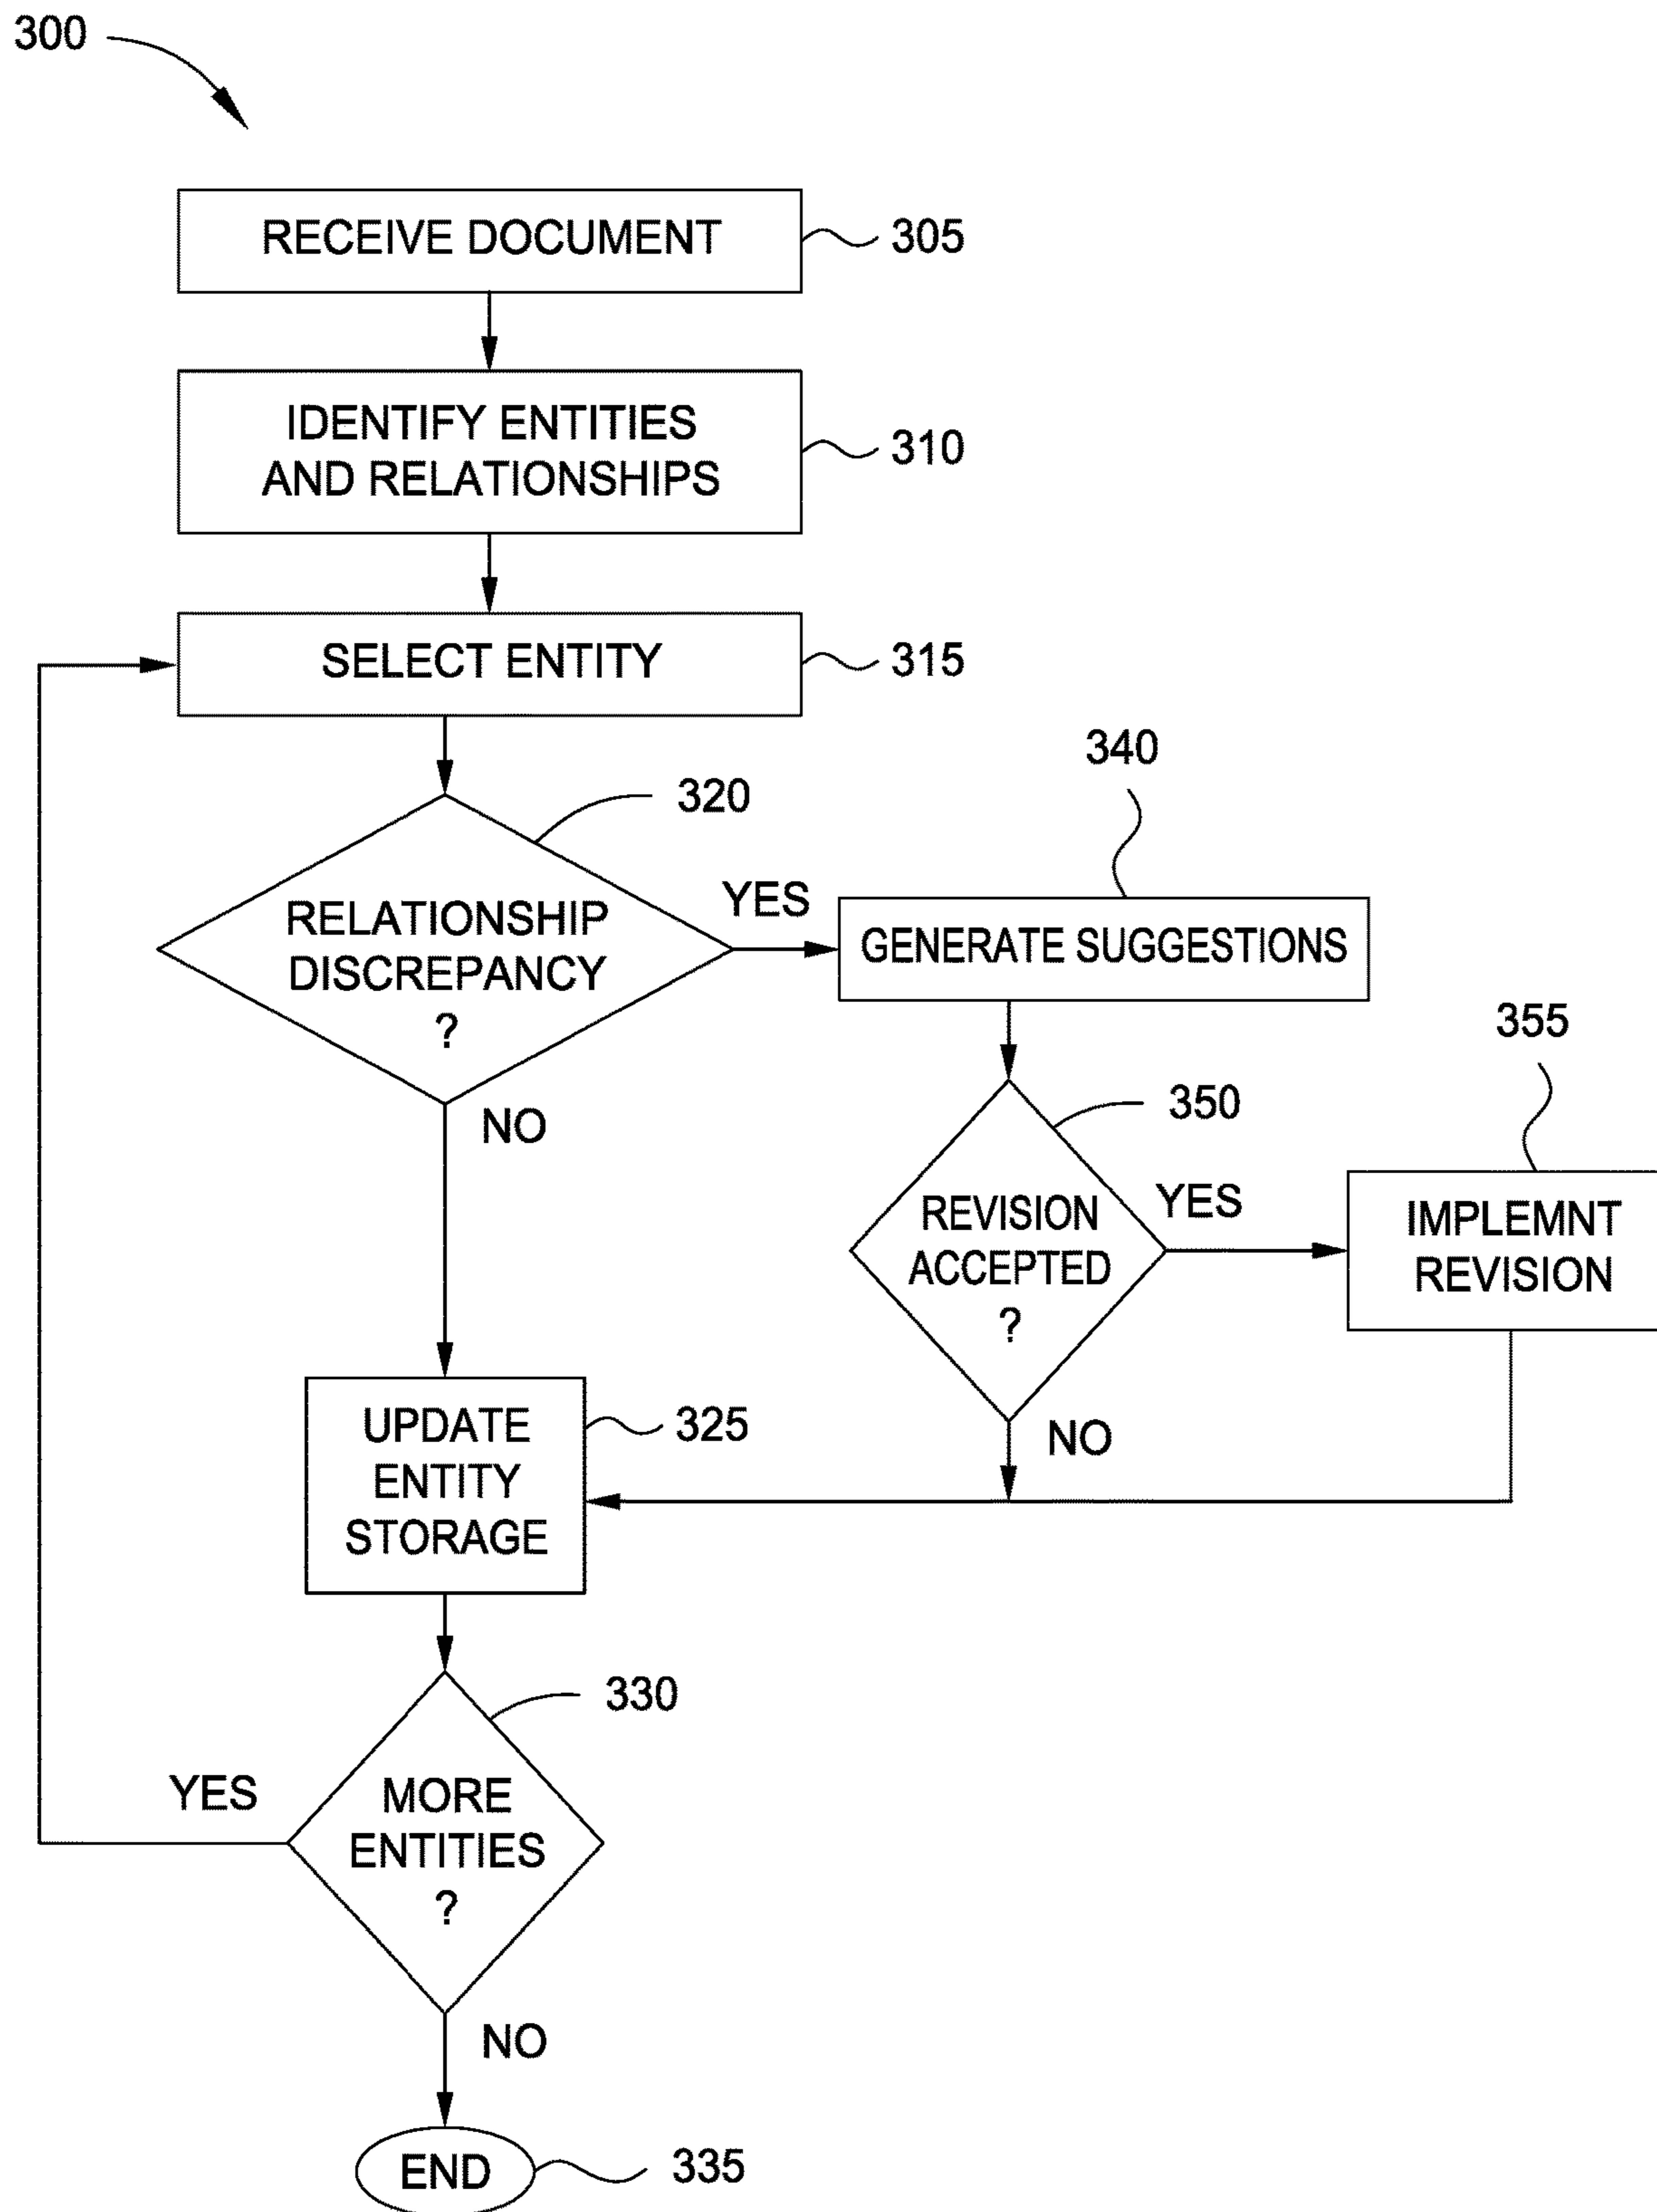 300
RECEIVE DOCUMENT
305
IDENTIFY ENTITIES
AND RELATIONSHIPS
310
SELECT ENTITY
315
340
320
RELATIONSHIP
DISCREPANCY
?
YES
GENERATE SUGGESTIONS
355
350
NO
REVISION
ACCEPTED
?
YES
IMPLEMNT
REVISION
UPDATE
ENTITY
STORAGE
325
NO
330
YES
MORE
ENTITIES
?
NO
END
335